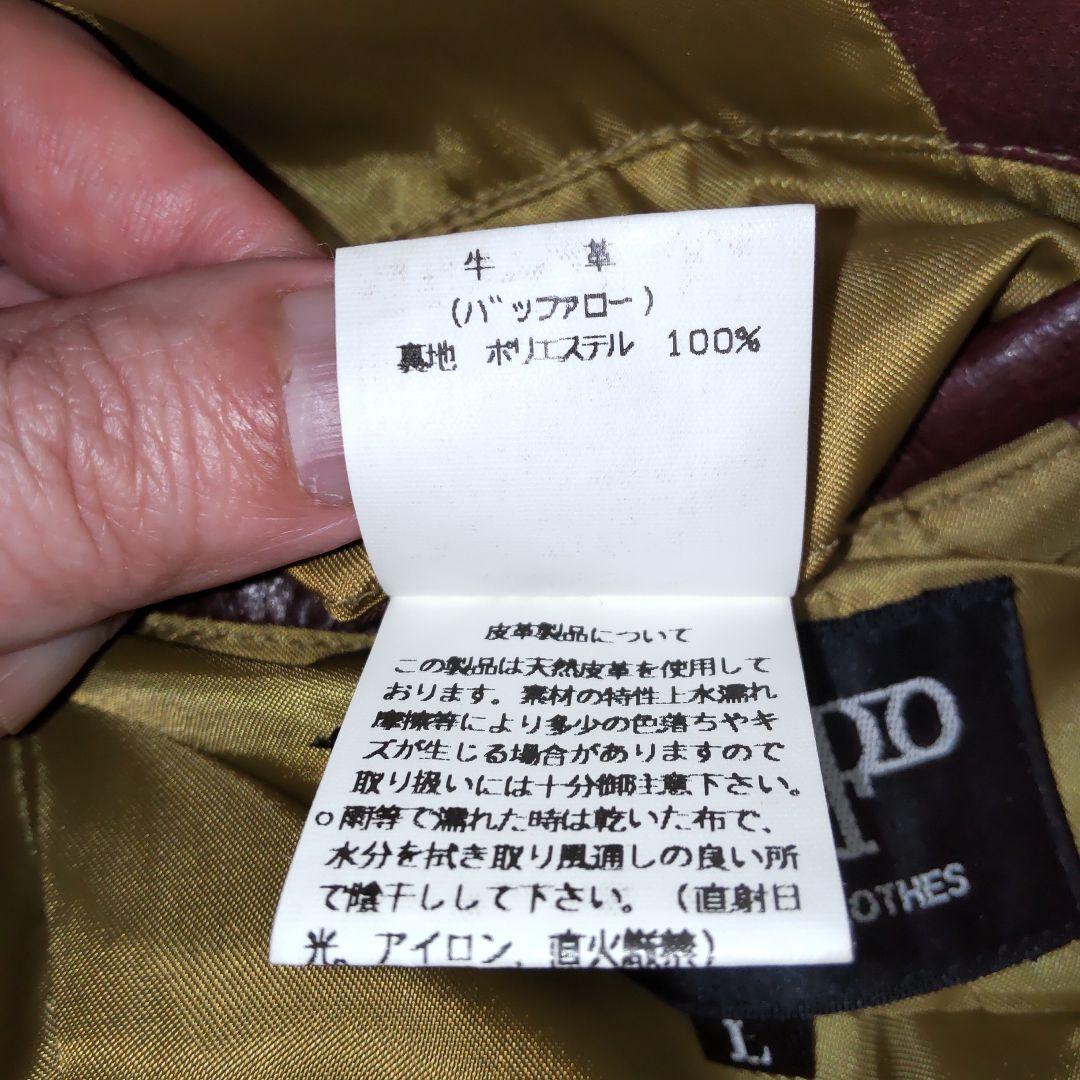 牛 革
(バッファロー)
裏地 ポリエステル 100%
皮革製品について
この製品は天然皮革を使用して
おります。素材の特性上水濡れ
摩擦等により多少の色落ちやキ
ズが生じる場合がありますので
取り扱いには十分御注意下さい。
○雨等で濡れた時は乾いた布で、
水分を拭き取り風通しの良い所
で陰干しして下さい。(直射日
光。アイロン、直火厳禁)
OTHES
L